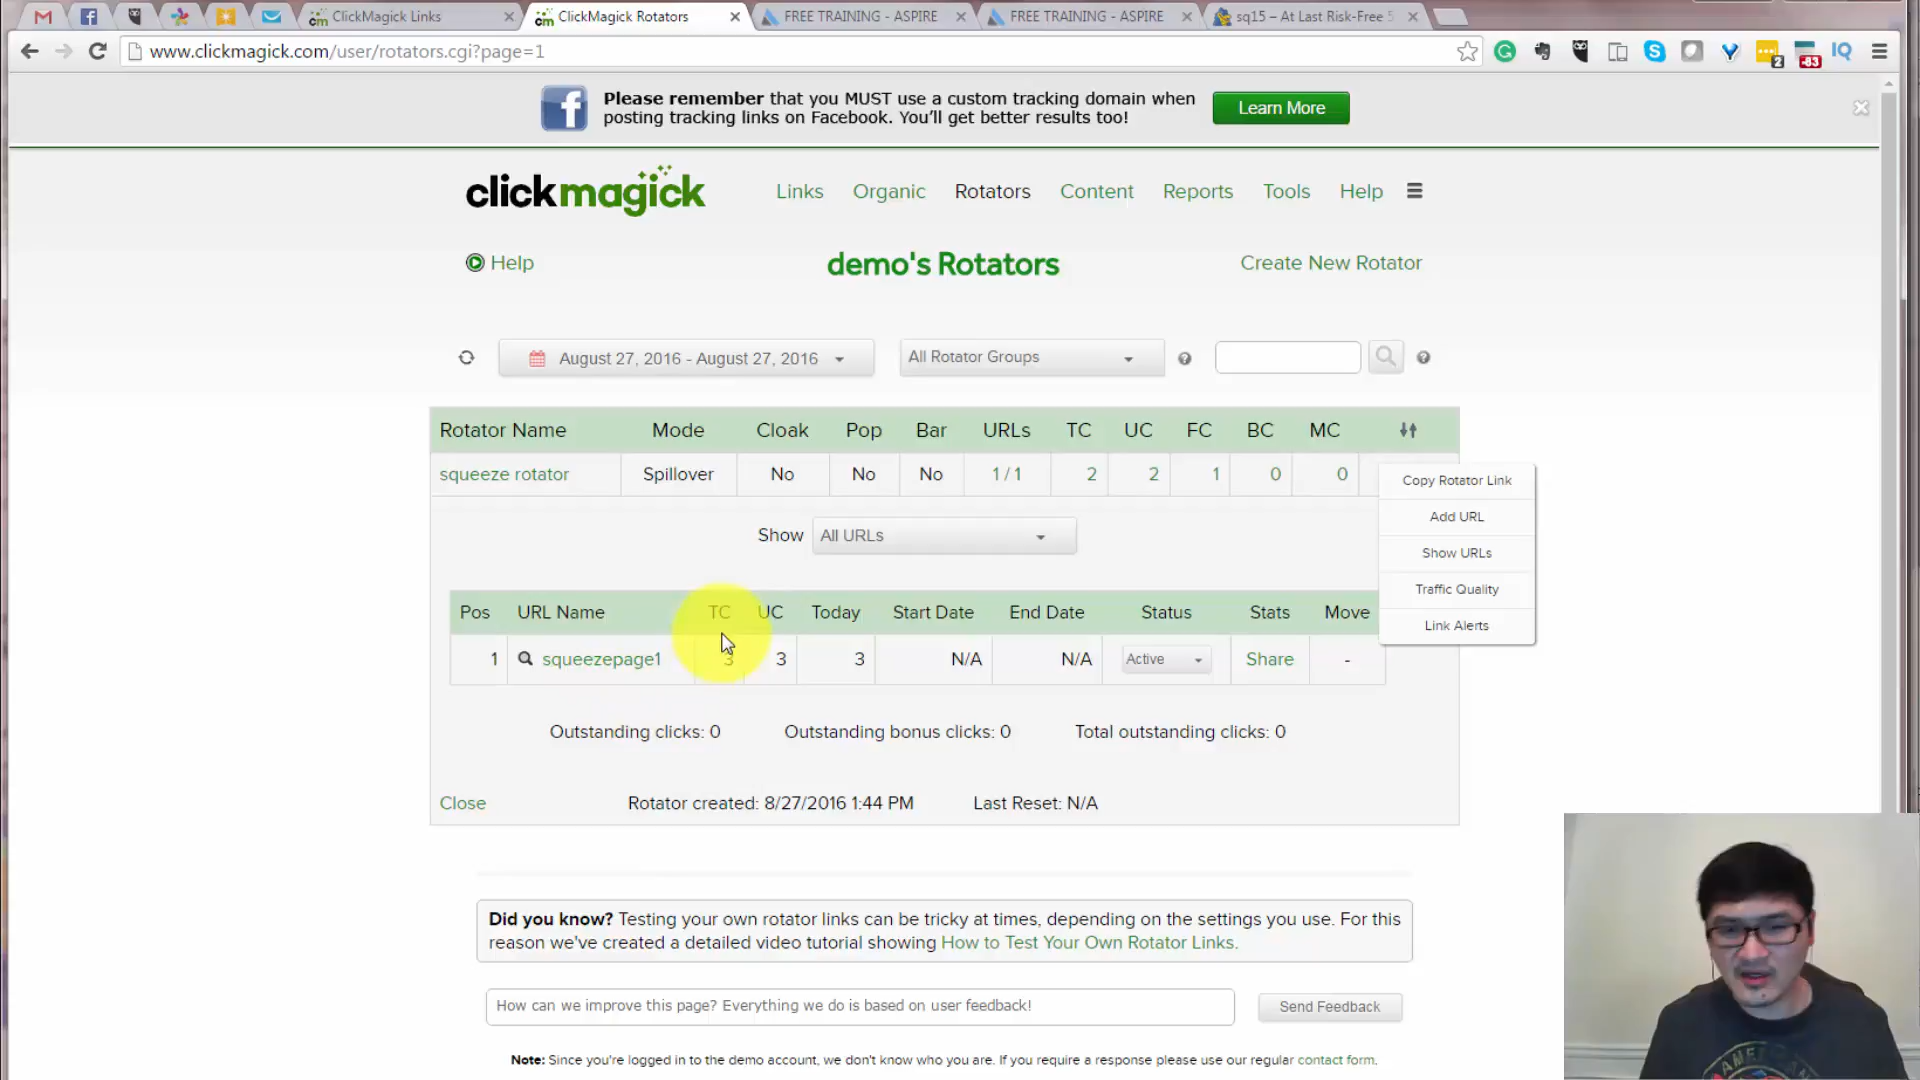 ClickMagick Links
ClickMagick Rotators
FREE TRAINING - ASPIRE
FREE TRAINING - ASPIRE
sq15 – At Last Risk-Free 5
www.clickmagick.com/user/rotators.cgi?page=1
2
-83
IQ
Please remember that you MUST use a custom tracking domain when
posting tracking links on Facebook. You'll get better results too!
Learn More
clickmagick
Links
Organic
Rotators
Content
Reports
Tools
Help
Help
demo's Rotators
Create New Rotator
August 27, 2016 - August 27, 2016
All Rotator Groups
Rotator Name Mode Cloak Pop Bar URLs TC UC FC BC MC
squeeze rotator Spillover No No No 1 / 1 2 2 1 0 0
Copy Rotator Link
Add URL
Show URLs
Traffic Quality
Link Alerts
Show All URLs
Pos URL Name TC UC Today Start Date End Date Status Stats Move
1 squeezepage1 3 3 3 N/A N/A Active Share -
Outstanding clicks: 0 Outstanding bonus clicks: 0 Total outstanding clicks: 0
Close Rotator created: 8/27/2016 1:44 PM Last Reset: N/A
Did you know? Testing your own rotator links can be tricky at times, depending on the settings you use. For this
reason we've created a detailed video tutorial showing How to Test Your Own Rotator Links.
How can we improve this page? Everything we do is based on user feedback!
Send Feedback
Note: Since you're logged in to the demo account, we don't know who you are. If you require a response please use our regular contact form.